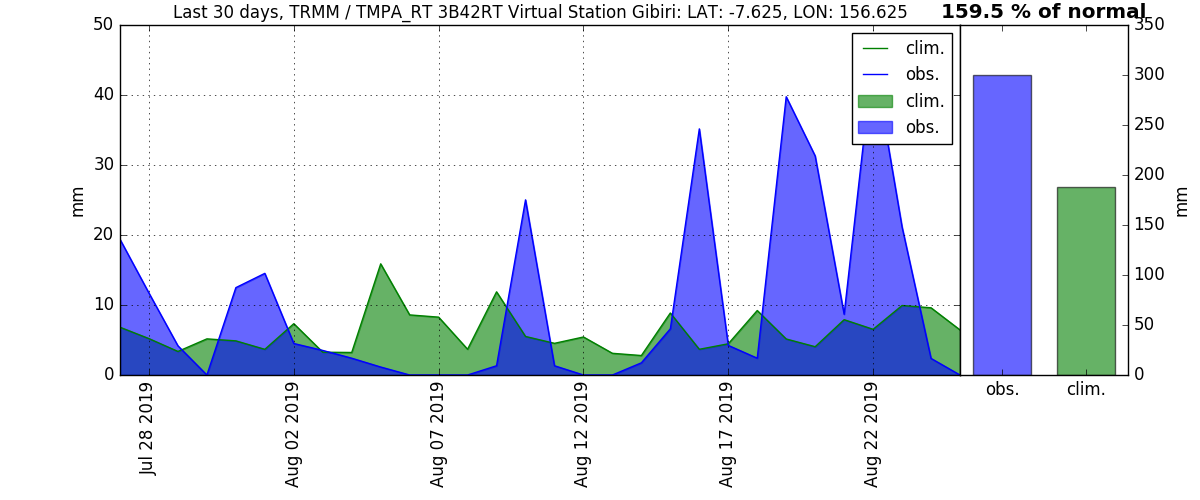 Last 30 days, TRMM / TMPA_RT 3B42RT Virtual Station Gibiri: LAT: -7.625, LON: 156.625
159.5 % of normal
50
40
30
20
10
0
mm
clim.
obs.
clim.
obs.
350
300
250
200
150
100
50
0
mm
Jul 28 2019
Aug 02 2019
Aug 07 2019
Aug 12 2019
Aug 17 2019
Aug 22 2019
obs.
clim.